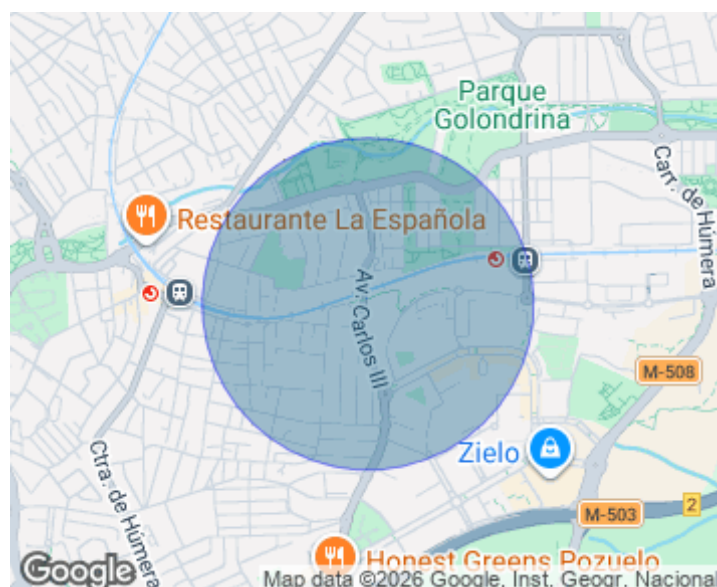 Parque
Golondrina
Carr. de Húmera
Restaurante La Española
Av. Carlos III
M-508
Zielo
Ctra. de Húmera
M-503
2
Honest Greens Pozuelo
Google
Map data ©2026 Google, Inst. Geogr. Nacional